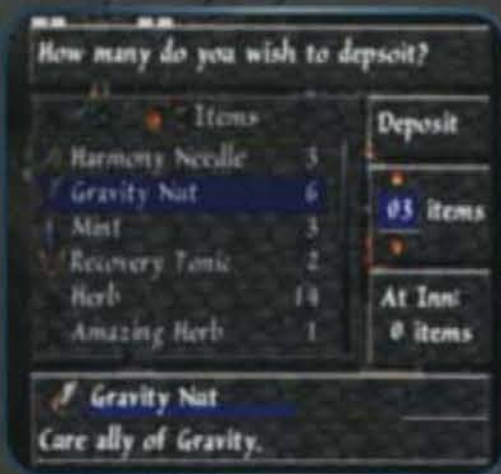 How many do you wish to depsoit?
Items
Harmony Needle 3
Gravity Nut 6
Mint 3
Recovery Tonic 2
Herb 14
Amazing Herb 1
Deposit
03 items
At Inn:
0 items
Gravity Nut
Cure ally of Gravity.